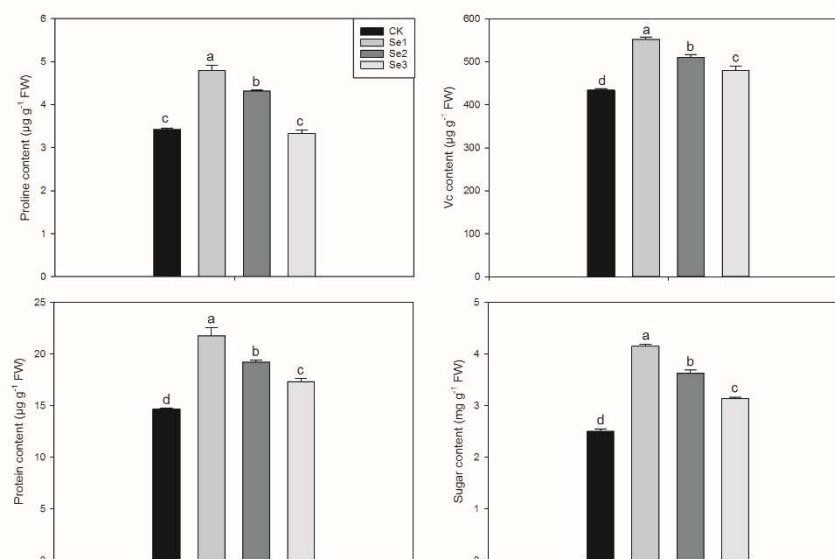 Proline content (µg g⁻¹ FW)
6
5
4
3
2
1
0
c
a
b
c
CK
Se1
Se2
Se3
Vc content (µg g⁻¹ FW)
600
500
400
300
200
100
0
d
a
b
c
Protein content (µg g⁻¹ FW)
25
20
15
10
5
0
d
a
b
c
Sugar content (mg g⁻¹ FW)
5
4
3
2
1
0
d
a
b
c